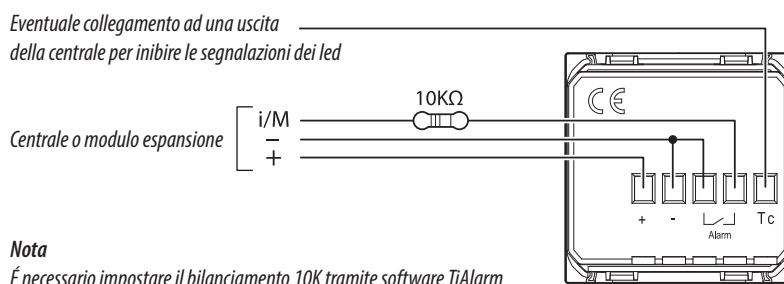 Eventuale collegamento ad una uscita
della centrale per inibire le segnalazioni dei led
10KΩ
i/M
Centrale o modulo espansione
–
+
CE
+ - Tc
Alarm
Nota
É necessario impostare il bilanciamento 10K tramite software TiAlarm